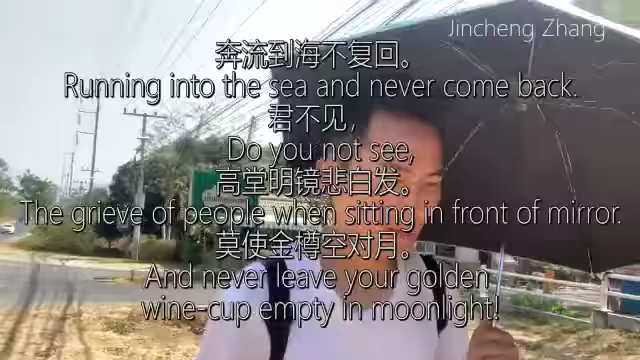 Jincheng Zhang
奔流到海不复回。
Running into the sea and never come back.
君不见，
Do you not see,
高堂明镜悲白发。
The grieve of people when sitting in front of mirror.
莫使金樽空对月。
And never leave your golden
wine-cup empty in moonlight!